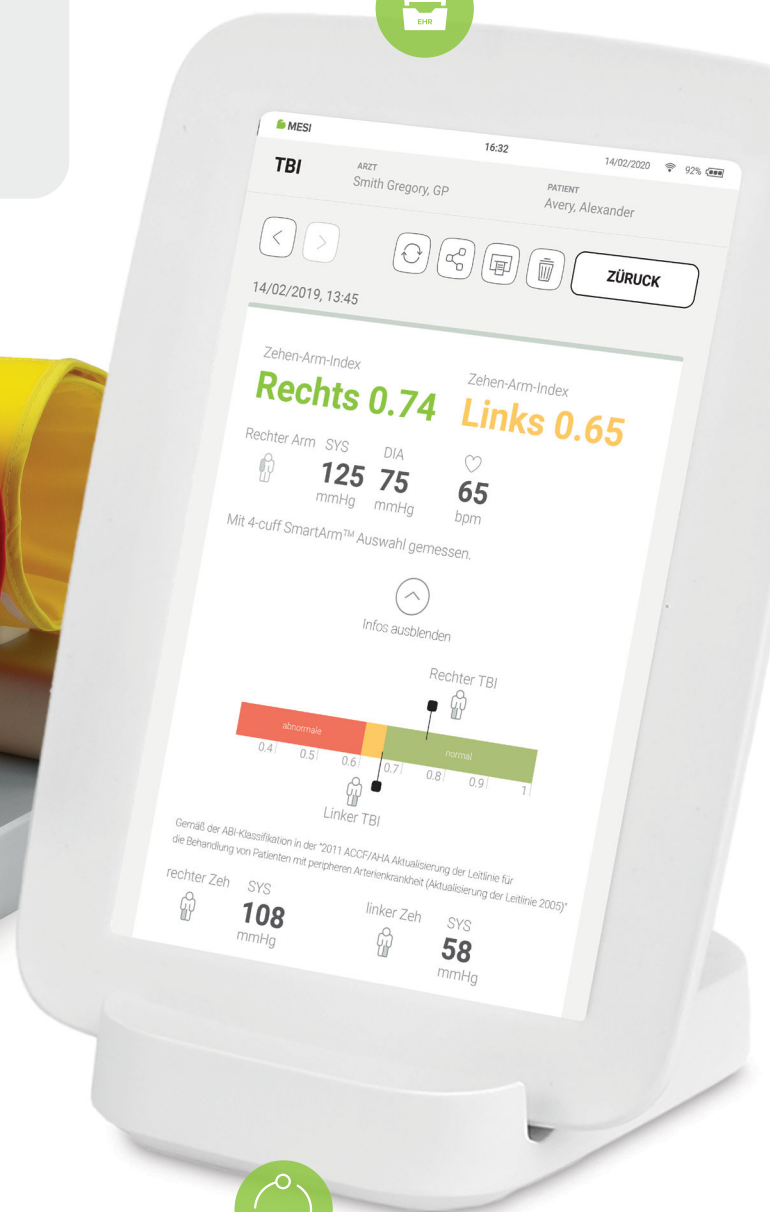 EHR
MESI
16:32
14/02/2020 92%
TBI
ARZT
Smith Gregory, GP
PATIENT
Avery, Alexander
ZÜRUCK
14/02/2019, 13:45
Zehen-Arm-Index
Rechts 0.74
Zehen-Arm-Index
Links 0.65
Rechter Arm SYS DIA
125 75 65
mmHg mmHg bpm
Mit 4-cuff SmartArm™ Auswahl gemessen.
Infos ausblenden
Rechter TBI
abnormale normal
0.4 0.5 0.6 0.7 0.8 0.9 1
Linker TBI
Gemäß der ABI-Klassifikation in der "2011 ACCF/AHA Aktualisierung der Leitlinie für
die Behandlung von Patienten mit peripheren Arterienkrankheit (Aktualisierung der Leitlinie 2005)"
rechter Zeh SYS
108
mmHg
linker Zeh SYS
58
mmHg